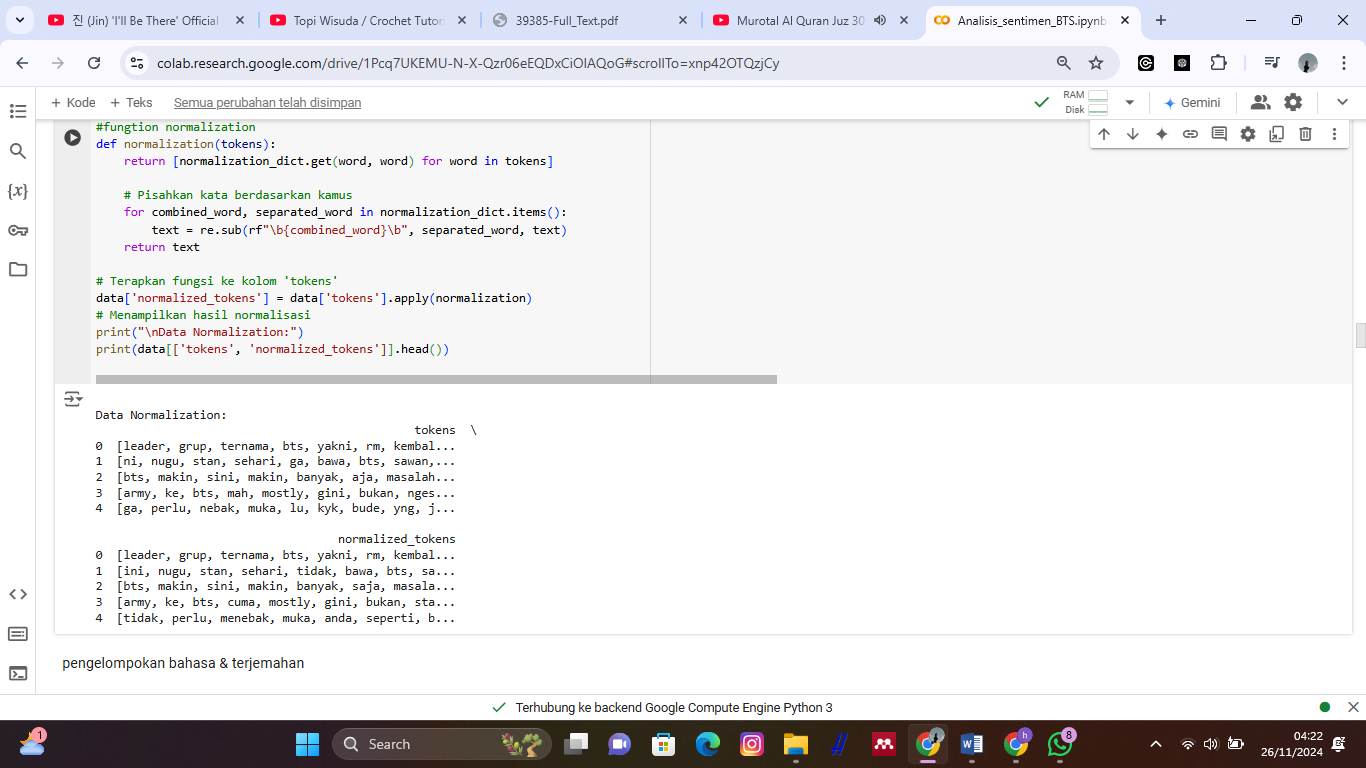 진 (Jin) 'I'll Be There' Official
Topi Wisuda / Crochet Tutori
39385-Full_Text.pdf
Murotal Al Quran Juz 30
Analisis_sentimen_BTS.ipynb
colab.research.google.com/drive/1Pcq7UKEMU-N-X-Qzr06eEQDxCiOIAQoG#scrollTo=xnp42OTQzjCy
+ Kode + Teks Semua perubahan telah disimpan
RAM
Disk
Gemini
#fungtion normalization
def normalization(tokens):
    return [normalization_dict.get(word, word) for word in tokens]
    # Pisahkan kata berdasarkan kamus
    for combined_word, separated_word in normalization_dict.items():
        text = re.sub(rf"\b{combined_word}\b", separated_word, text)
    return text
# Terapkan fungsi ke kolom 'tokens'
data['normalized_tokens'] = data['tokens'].apply(normalization)
# Menampilkan hasil normalisasi
print("\nData Normalization:")
print(data[['tokens', 'normalized_tokens']].head())
Data Normalization:
tokens \
0 [leader, grup, ternama, bts, yakni, rm, kembal...
1 [ni, nugu, stan, sehari, ga, bawa, bts, sawan,...
2 [bts, makin, sini, makin, banyak, aja, masalah...
3 [army, ke, bts, mah, mostly, gini, bukan, nges...
4 [ga, perlu, nebak, muka, lu, kyk, bude, yng, j...
normalized_tokens
0 [leader, grup, ternama, bts, yakni, rm, kembal...
1 [ini, nugu, stan, sehari, tidak, bawa, bts, sa...
2 [bts, makin, sini, makin, banyak, saja, masala...
3 [army, ke, bts, cuma, mostly, gini, bukan, sta...
4 [tidak, perlu, menebak, muka, anda, seperti, b...
pengelompokan bahasa & terjemahan
Terhubung ke backend Google Compute Engine Python 3
1
Search
h
8
04:22
26/11/2024